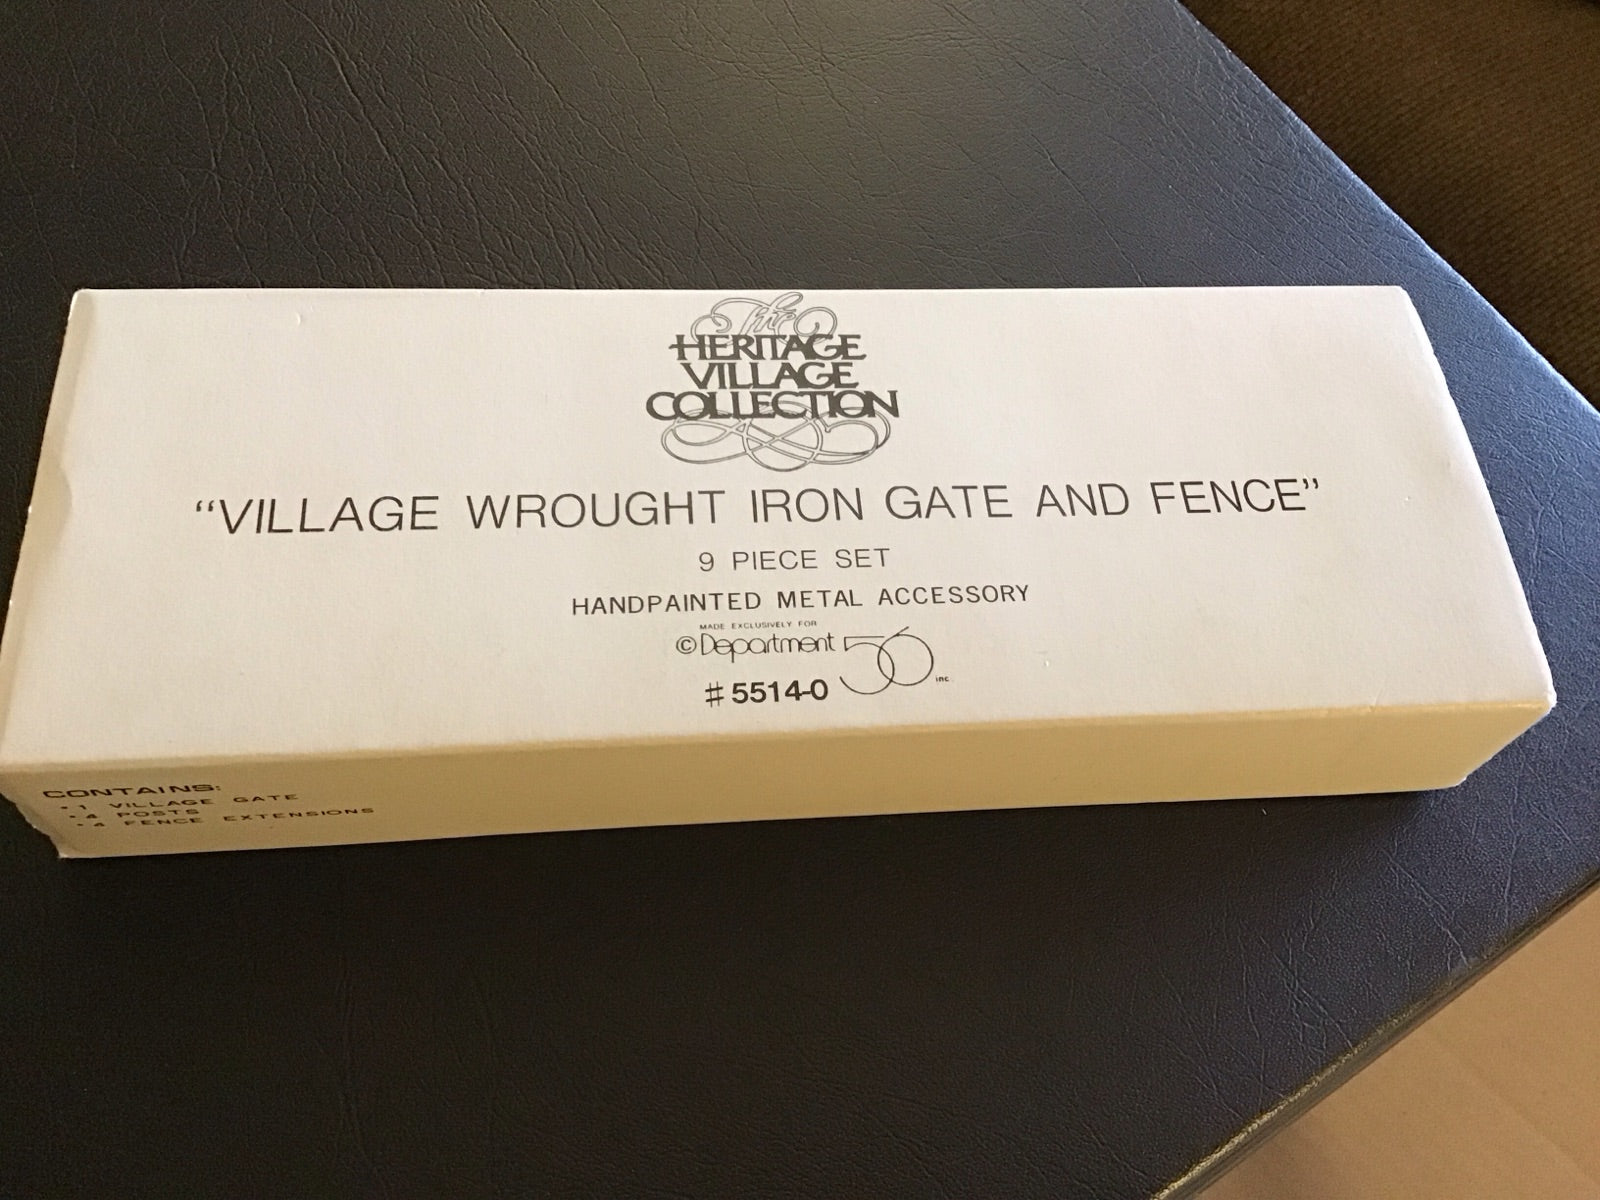 The
HERITAGE
VILLAGE
COLLECTION
“VILLAGE WROUGHT IRON GATE AND FENCE”
9 PIECE SET
HANDPAINTED METAL ACCESSORY
MADE EXCLUSIVELY FOR
©Department 56 inc.
#5514-0
CONTAINS:
• 1 VILLAGE GATE
• 4 POSTS
• 4 FENCE EXTENSIONS